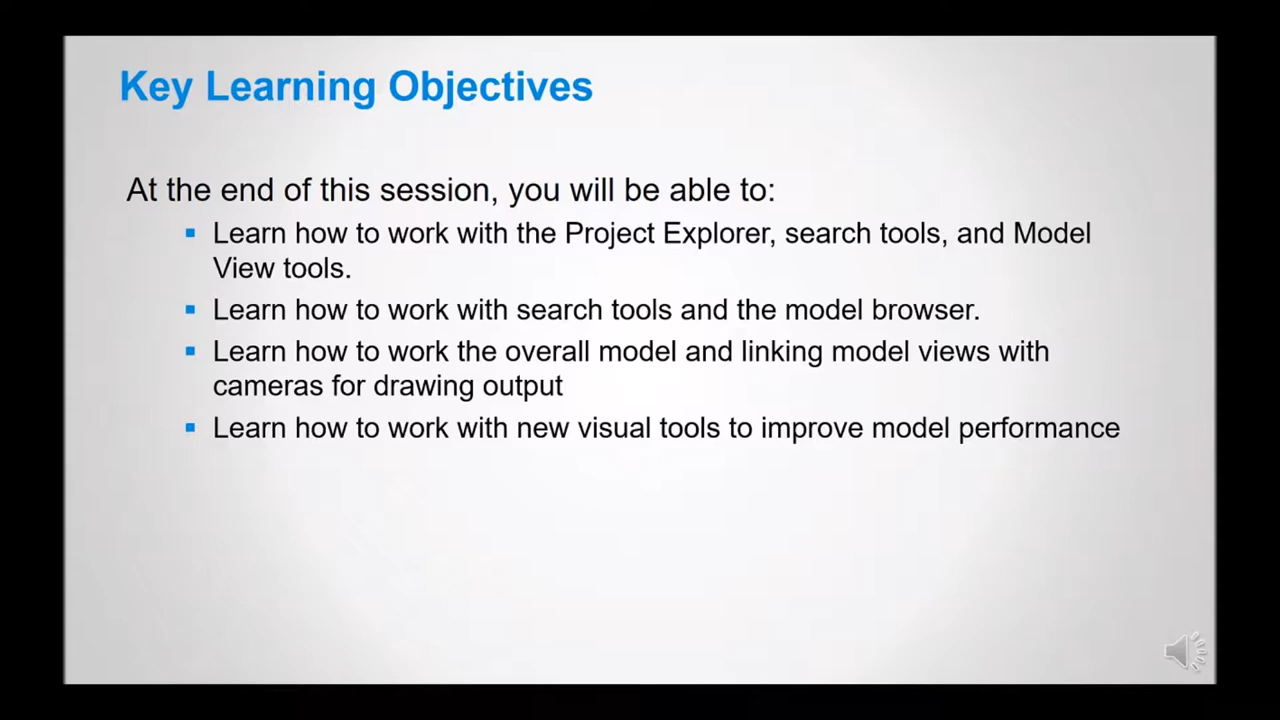 Key Learning Objectives
At the end of this session, you will be able to:
Learn how to work with the Project Explorer, search tools, and Model
View tools.
Learn how to work with search tools and the model browser.
Learn how to work the overall model and linking model views with
cameras for drawing output
Learn how to work with new visual tools to improve model performance